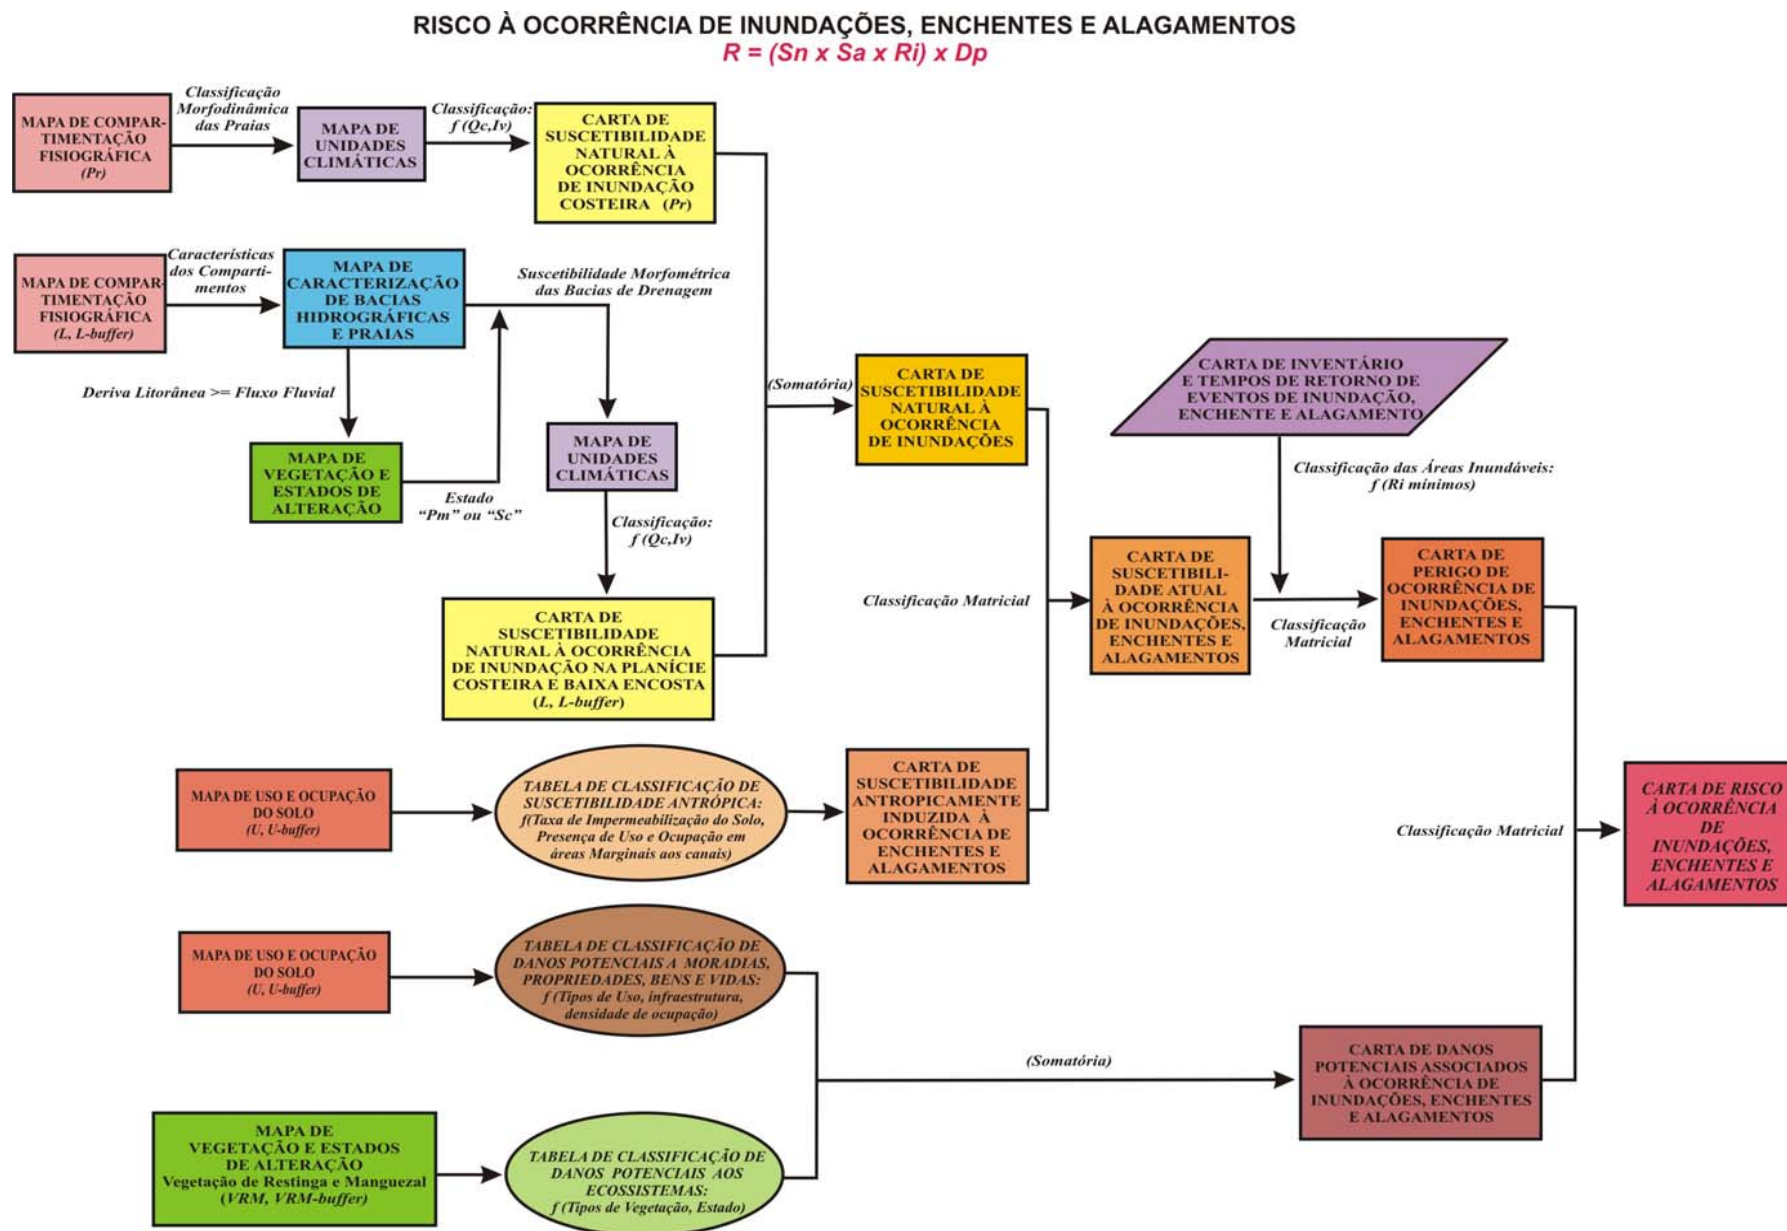 RISCO À OCORRÊNCIA DE INUNDAÇÕES, ENCHENTES E ALAGAMENTOS
R = (Sn x Sa x Ri) x Dp
MAPA DE COMPAR-
TIMENTAÇÃO
FISIOGRÁFICA
(Pr)
Classificação
Morfodinâmica
das Praias
MAPA DE
UNIDADES
CLIMÁTICAS
Classificação:
f (Qc,Iv)
CARTA DE
SUSCETIBILIDADE
NATURAL À
OCORRÊNCIA
DE INUNDAÇÃO
COSTEIRA (Pr)
MAPA DE COMPAR-
TIMENTAÇÃO
FISIOGRÁFICA
(L, L-buffer)
Características
dos Comparti-
mentos
MAPA DE
CARACTERIZAÇÃO
DE BACIAS
HIDROGRÁFICAS
E PRAIAS
Suscetibilidade Morfométrica
das Bacias de Drenagem
Deriva Litorânea >= Fluxo Fluvial
MAPA DE
VEGETAÇÃO E
ESTADOS DE
ALTERAÇÃO
Estado
“Pm” ou “Sc”
MAPA DE
UNIDADES
CLIMÁTICAS
Classificação:
f (Qc,Iv)
CARTA DE
SUSCETIBILIDADE
NATURAL À OCORRÊNCIA
DE INUNDAÇÃO NA PLANÍCIE
COSTEIRA E BAIXA ENCOSTA
(L, L-buffer)
(Somatória)
CARTA DE
SUSCETIBILIDADE
NATURAL À
OCORRÊNCIA
DE INUNDAÇÕES
CARTA DE INVENTÁRIO
E TEMPOS DE RETORNO DE
EVENTOS DE INUNDAÇÃO,
ENCHENTE E ALAGAMENTO
Classificação das Áreas Inundáveis:
f (Ri mínimos)
Classificação Matricial
CARTA DE
SUSCETIBILI-
DADE ATUAL
À OCORRÊNCIA
DE INUNDAÇÕES,
ENCHENTES E
ALAGAMENTOS
Classificação
Matricial
CARTA DE
PERIGO DE
OCORRÊNCIA DE
INUNDAÇÕES,
ENCHENTES E
ALAGAMENTOS
MAPA DE USO E OCUPAÇÃO
DO SOLO
(U, U-buffer)
TABELA DE CLASSIFICAÇÃO DE
SUSCETIBILIDADE ANTRÓPICA:
f(Taxa de Impermeabilização do Solo,
Presença de Uso e Ocupação em
áreas Marginais aos canais)
CARTA DE
SUSCETIBILIDADE
ANTROPICAMENTE
INDUZIDA À
OCORRÊNCIA DE
ENCHENTES E
ALAGAMENTOS
Classificação Matricial
CARTA DE RISCO
À OCORRÊNCIA
DE
INUNDAÇÕES,
ENCHENTES E
ALAGAMENTOS
MAPA DE USO E OCUPAÇÃO
DO SOLO
(U, U-buffer)
TABELA DE CLASSIFICAÇÃO DE
DANOS POTENCIAIS A MORADIAS,
PROPRIEDADES, BENS E VIDAS:
f (Tipos de Uso, infraestrutura,
densidade de ocupação)
(Somatória)
CARTA DE DANOS
POTENCIAIS ASSOCIADOS
À OCORRÊNCIA DE
INUNDAÇÕES, ENCHENTES
E ALAGAMENTOS
MAPA DE
VEGETAÇÃO E ESTADOS
DE ALTERAÇÃO
Vegetação de Restinga e Manguezal
(VRM, VRM-buffer)
TABELA DE CLASSIFICAÇÃO DE
DANOS POTENCIAIS AOS
ECOSSISTEMAS:
f (Tipos de Vegetação, Estado)